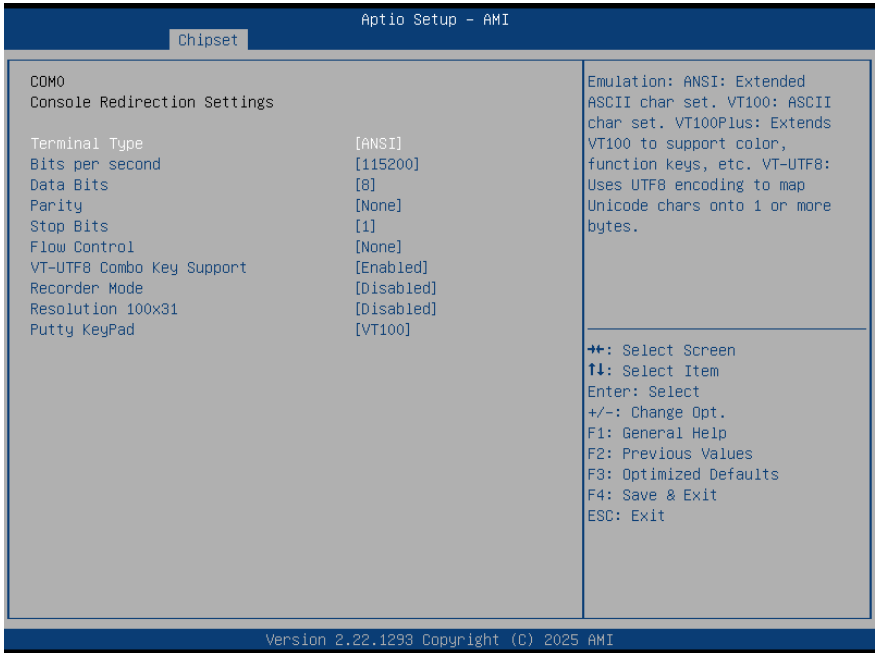 Aptio Setup – AMI
Chipset
COM0
Console Redirection Settings
Terminal Type [ANSI]
Bits per second [115200]
Data Bits [8]
Parity [None]
Stop Bits [1]
Flow Control [None]
VT-UTF8 Combo Key Support [Enabled]
Recorder Mode [Disabled]
Resolution 100x31 [Disabled]
Putty KeyPad [VT100]
Emulation: ANSI: Extended
ASCII char set. VT100: ASCII
char set. VT100Plus: Extends
VT100 to support color,
function keys, etc. VT-UTF8:
Uses UTF8 encoding to map
Unicode chars onto 1 or more
bytes.
→←: Select Screen
↑↓: Select Item
Enter: Select
+/-: Change Opt.
F1: General Help
F2: Previous Values
F3: Optimized Defaults
F4: Save & Exit
ESC: Exit
Version 2.22.1293 Copyright (C) 2025 AMI